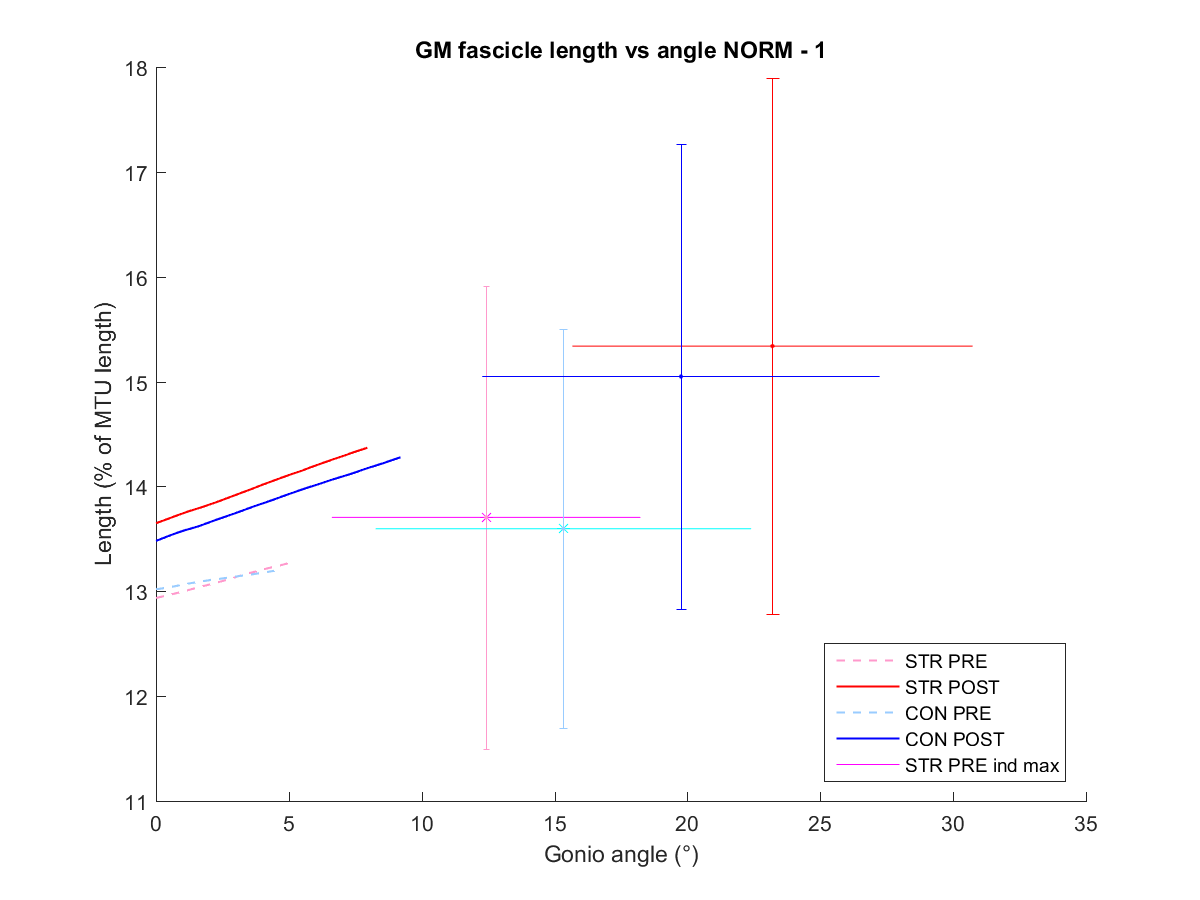 GM fascicle length vs angle NORM - 1
Length (% of MTU length)
18
17
16
15
14
13
12
11
0 5 10 15 20 25 30 35
Gonio angle (°)
STR PRE
STR POST
CON PRE
CON POST
STR PRE ind max